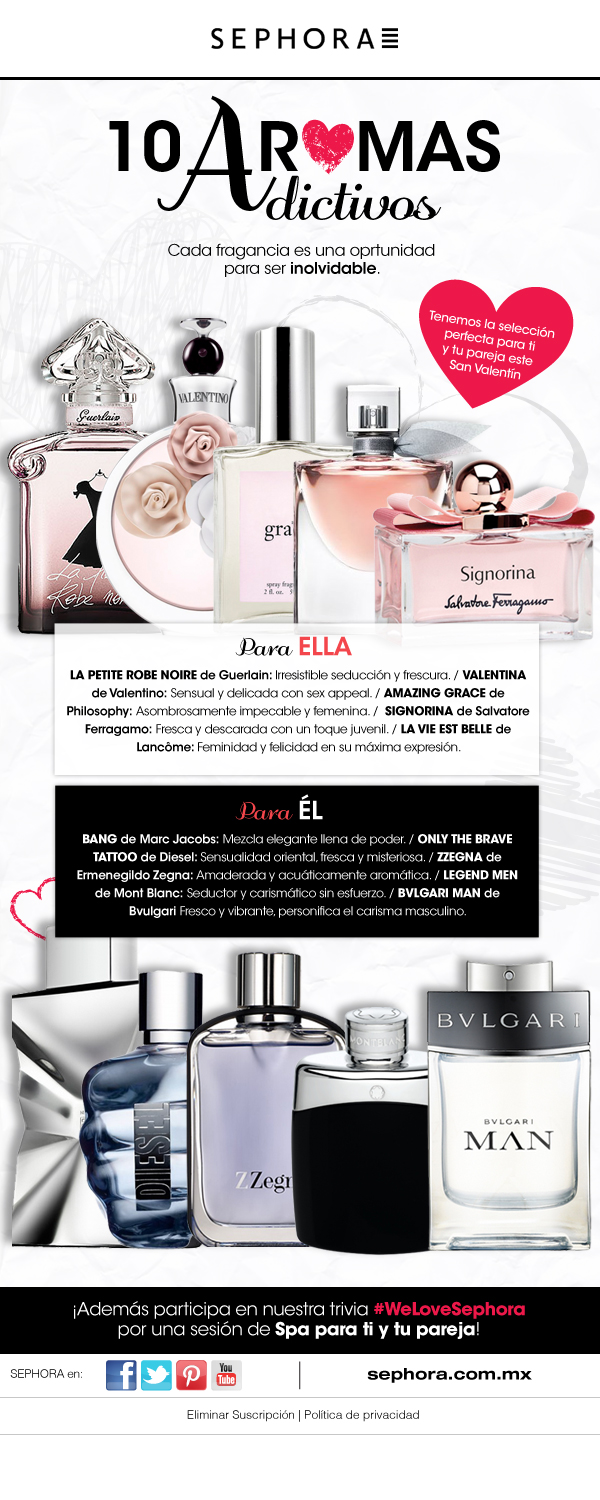 SEPHORA
10 AROMAS
Adictivos
Cada fragancia es una oprtunidad
para ser inolvidable.
Tenemos la selección
perfecta para ti
y tu pareja este
San Valentín
Guerlain
VALENTINO
La
Robe noi
gra
spray frag
2 fl. oz. 5
Signorina
Salvatore Ferragamo
Para ELLA
LA PETITE ROBE NOIRE de Guerlain: Irresistible seducción y frescura. / VALENTINA
de Valentino: Sensual y delicada con sex appeal. / AMAZING GRACE de
Philosophy: Asombrosamente impecable y femenina. / SIGNORINA de Salvatore
Ferragamo: Fresca y descarada con un toque juvenil. / LA VIE EST BELLE de
Lancôme: Feminidad y felicidad en su máxima expresión.
Para ÉL
BANG de Marc Jacobs: Mezcla elegante llena de poder. / ONLY THE BRAVE
TATTOO de Diesel: Sensualidad oriental, fresca y misteriosa. / ZZEGNA de
Ermenegildo Zegna: Amaderada y acuáticamente aromática. / LEGEND MEN
de Mont Blanc: Seductor y carismático sin esfuerzo. / BVLGARI MAN de
Bvulgari Fresco y vibrante, personifica el carisma masculino.
DIESEL
ZZegn
MONTBLANC
BVLGARI
BVLGARI
MAN
¡Además participa en nuestra trivia #WeLoveSephora
por una sesión de Spa para ti y tu pareja!
SEPHORA en:
You
Tube
sephora.com.mx
Eliminar Suscripción | Política de privacidad